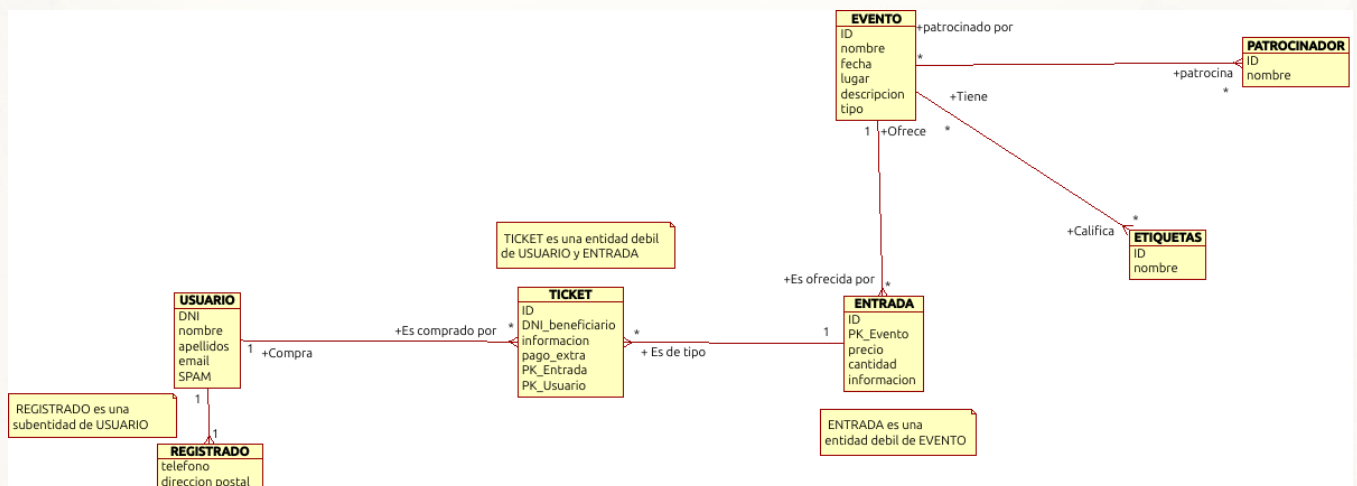 EVENTO
ID
nombre
fecha
lugar
descripcion
tipo
+patrocinado por
*
+patrocina
*
PATROCINADOR
ID
nombre
+Tiene
*
1 +Ofrece
*
+Califica
ETIQUETAS
ID
nombre
TICKET es una entidad debil
de USUARIO y ENTRADA
+Es ofrecida por
*
USUARIO
DNI
nombre
apellidos
email
SPAM
1 +Compra
+Es comprado por *
TICKET
ID
DNI_beneficiario
informacion
pago_extra
PK_Entrada
PK_Usuario
*
+ Es de tipo
1
ENTRADA
ID
PK_Evento
precio
cantidad
informacion
REGISTRADO es una
subentidad de USUARIO
1
1
REGISTRADO
telefono
direccion postal
ENTRADA es una
entidad debil de EVENTO